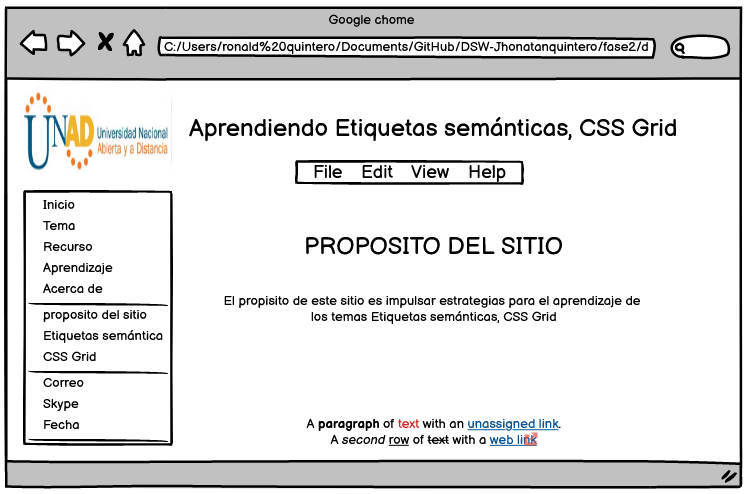 Google chome
C:/Users/ronald%20quintero/Documents/GitHub/DSW-Jhonatanquintero/fase2/d
UNAD Universidad Nacional
Abierta y a Distancia
Aprendiendo Etiquetas semánticas, CSS Grid
File Edit View Help
Inicio
Tema
Recurso
Aprendizaje
Acerca de
proposito del sitio
Etiquetas semántica
CSS Grid
Correo
Skype
Fecha
PROPOSITO DEL SITIO
El propisito de este sitio es impulsar estrategias para el aprendizaje de
los temas Etiquetas semánticas, CSS Grid
A paragraph of text with an unassigned link.
A second row of text with a web link